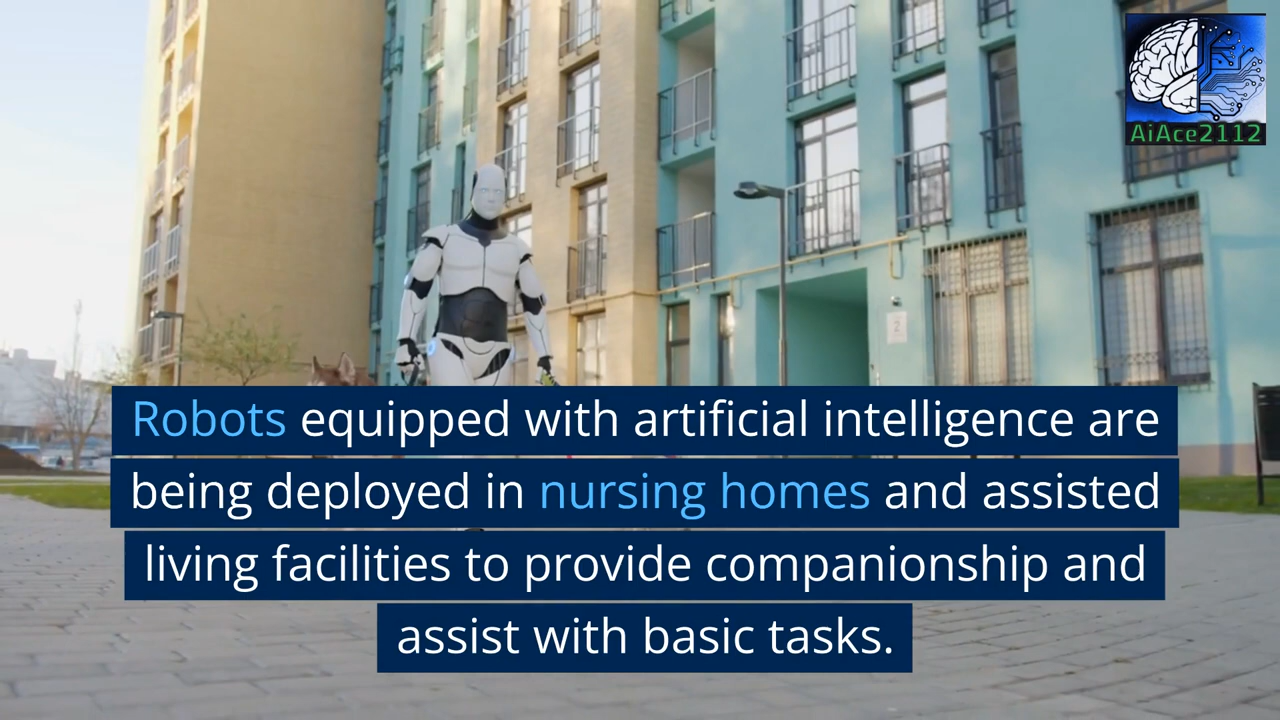 AiAce2112
2
Robots equipped with artificial intelligence are
being deployed in nursing homes and assisted
living facilities to provide companionship and
assist with basic tasks.